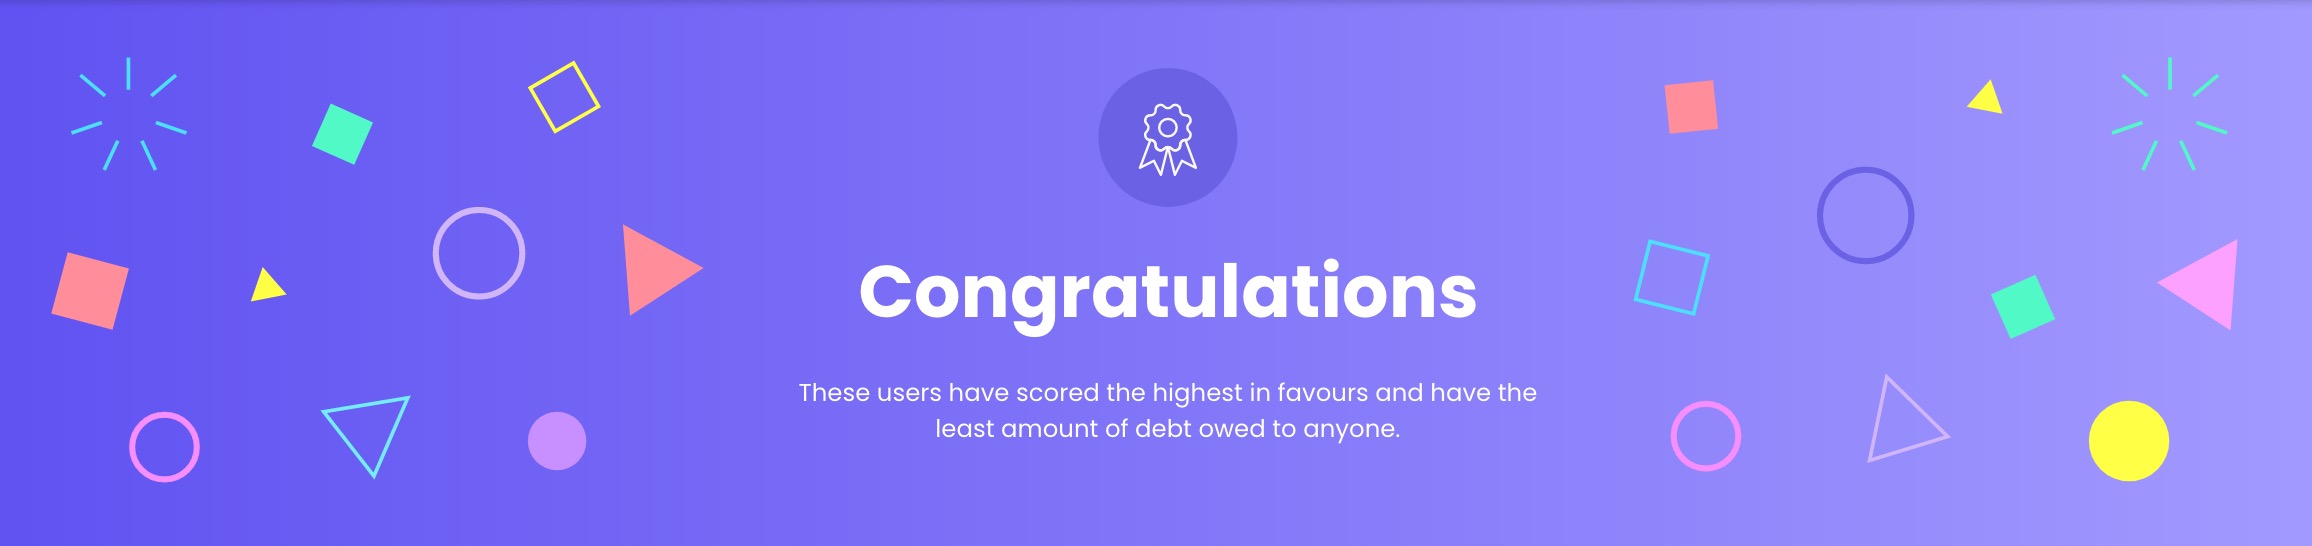 Congratulations
These users have scored the highest in favours and have the
least amount of debt owed to anyone.